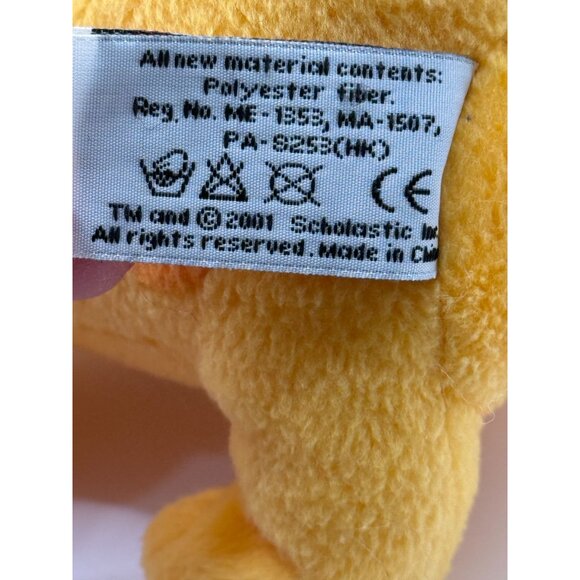 All new material contents:
Polyester fiber.
Reg. No. ME-1353, MA-1507,
PA-8253(HK)
CE
TM and © 2001 Scholastic Inc
All rights reserved. Made in Chin